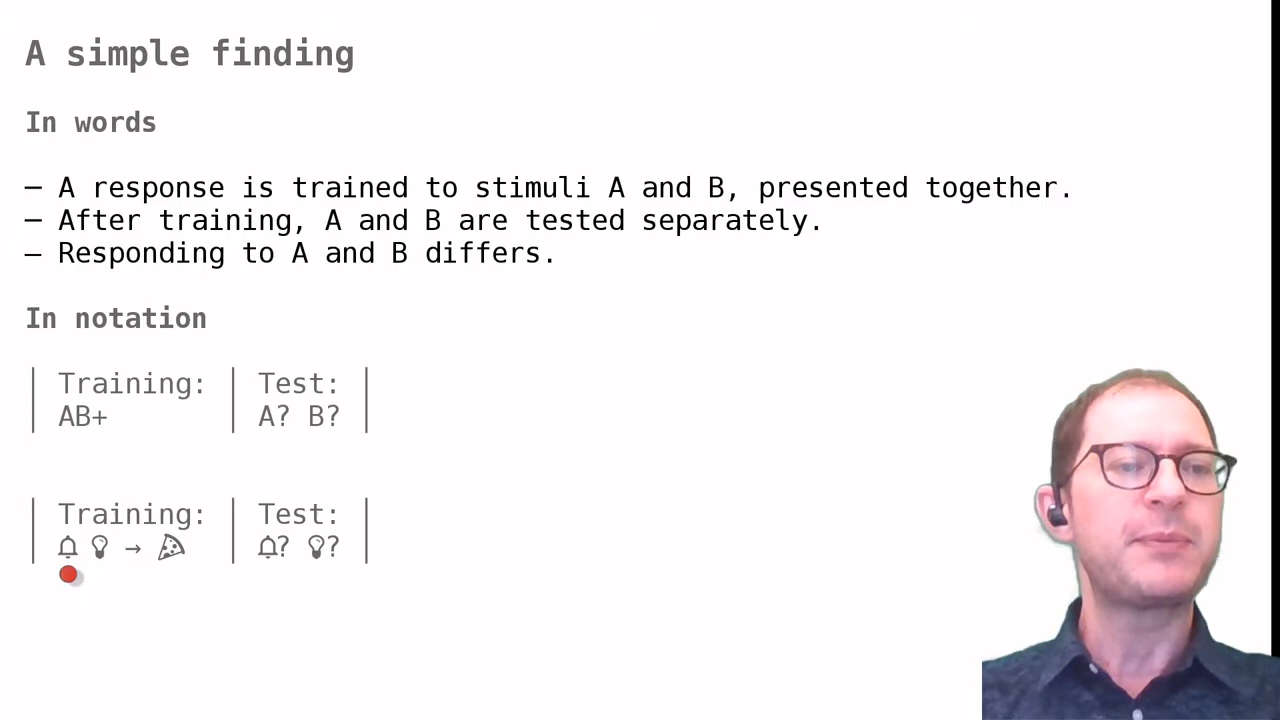 A simple finding
In words
– A response is trained to stimuli A and B, presented together.
– After training, A and B are tested separately.
– Responding to A and B differs.
In notation
│ Training: │ Test: │
│ AB+ │ A? B? │
│ Training: │ Test: │
│ 🔔 💡 → 🍕 │ 🔔? 💡? │